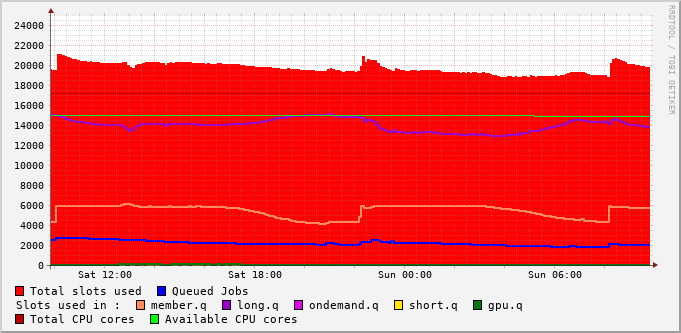 RRDTOOL / TOBI OETIKER
24000
22000
20000
18000
16000
14000
12000
10000
8000
6000
4000
2000
0
Sat 12:00 Sat 18:00 Sun 00:00 Sun 06:00
Total slots used Queued Jobs
Slots used in : member.q long.q ondemand.q short.q gpu.q
Total CPU cores Available CPU cores